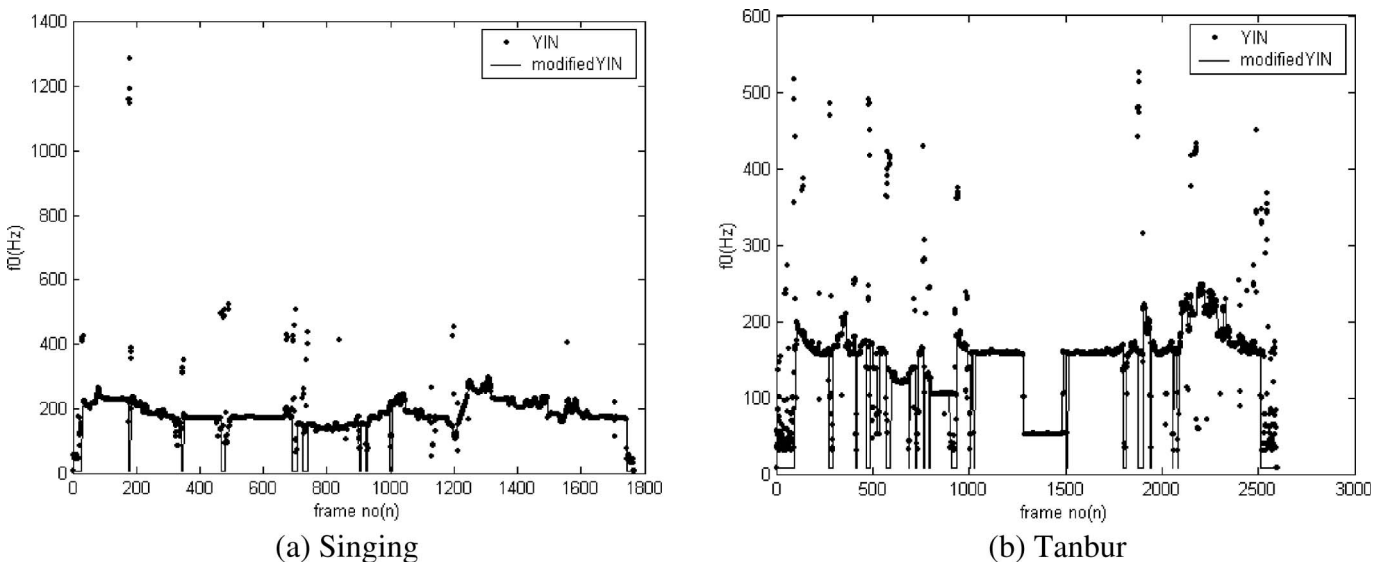 1400
1200
1000
800
600
400
200
0
f0(Hz)
YIN
modifiedYIN
0 200 400 600 800 1000 1200 1400 1600 1800
frame no(n)
(a) Singing
600
500
400
300
200
100
0
f0(Hz)
YIN
modifiedYIN
0 500 1000 1500 2000 2500 3000
frame no(n)
(b) Tanbur